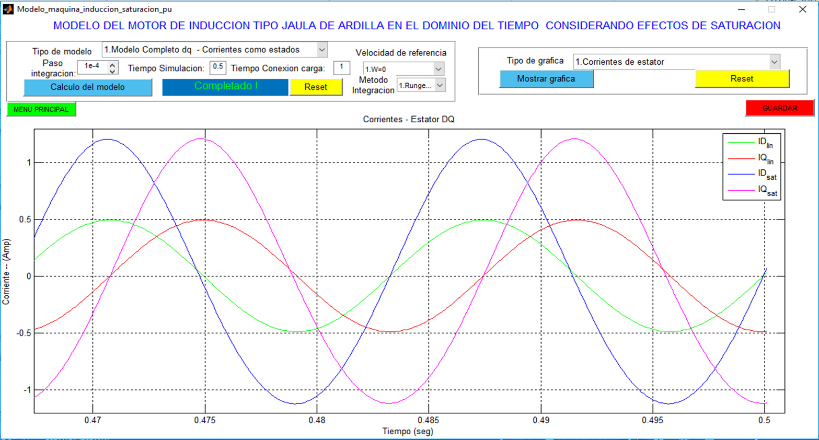 Modelo_maquina_induccion_saturacion_pu
MODELO DEL MOTOR DE INDUCCION TIPO JAULA DE ARDILLA EN EL DOMINIO DEL TIEMPO CONSIDERANDO EFECTOS DE SATURACION
Tipo de modelo
1.Modelo Completo dq - Corrientes como estados
Velocidad de referencia
Paso integracion:
1e-4
Tiempo Simulacion:
0.5
Tiempo Conexion carga:
1
1.W=0
Metodo Integracion
1.Runge...
Calculo del modelo
Completado !
Reset
Tipo de grafica
1.Corrientes de estator
Mostrar grafica
Reset
MENU PRINCIPAL
GUARDAR
Corrientes - Estator DQ
ID lin
IQ lin
ID sat
IQ sat
1
0.5
0
-0.5
-1
Corriente -- (Amp)
0.47
0.475
0.48
0.485
0.49
0.495
0.5
Tiempo (seg)